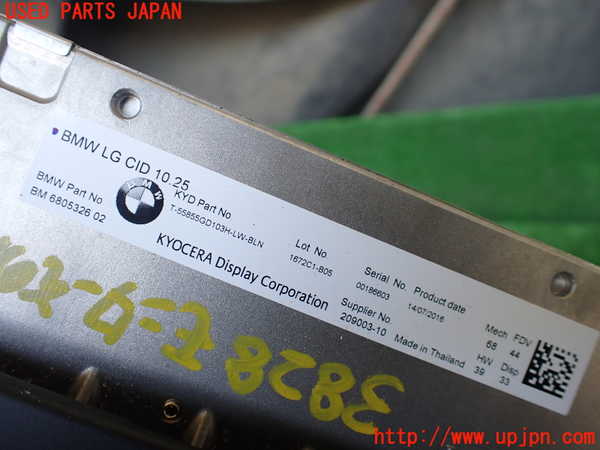 USED PARTS JAPAN
BMW LG CID 10.25
BMW Part No
BM 6805326 02
BMW
KYD Part No
T-55855GD103H-LW-BLN
KYOCERA Display Corporation
Lot No.
1672C1-B05
Serial No.
00186603
Product date
14/07/2016
Supplier No.
209003-10
Made in Thailand
Mech FDV
68 44
HW Disp
39 33
3828
http://www.upjpn.com/